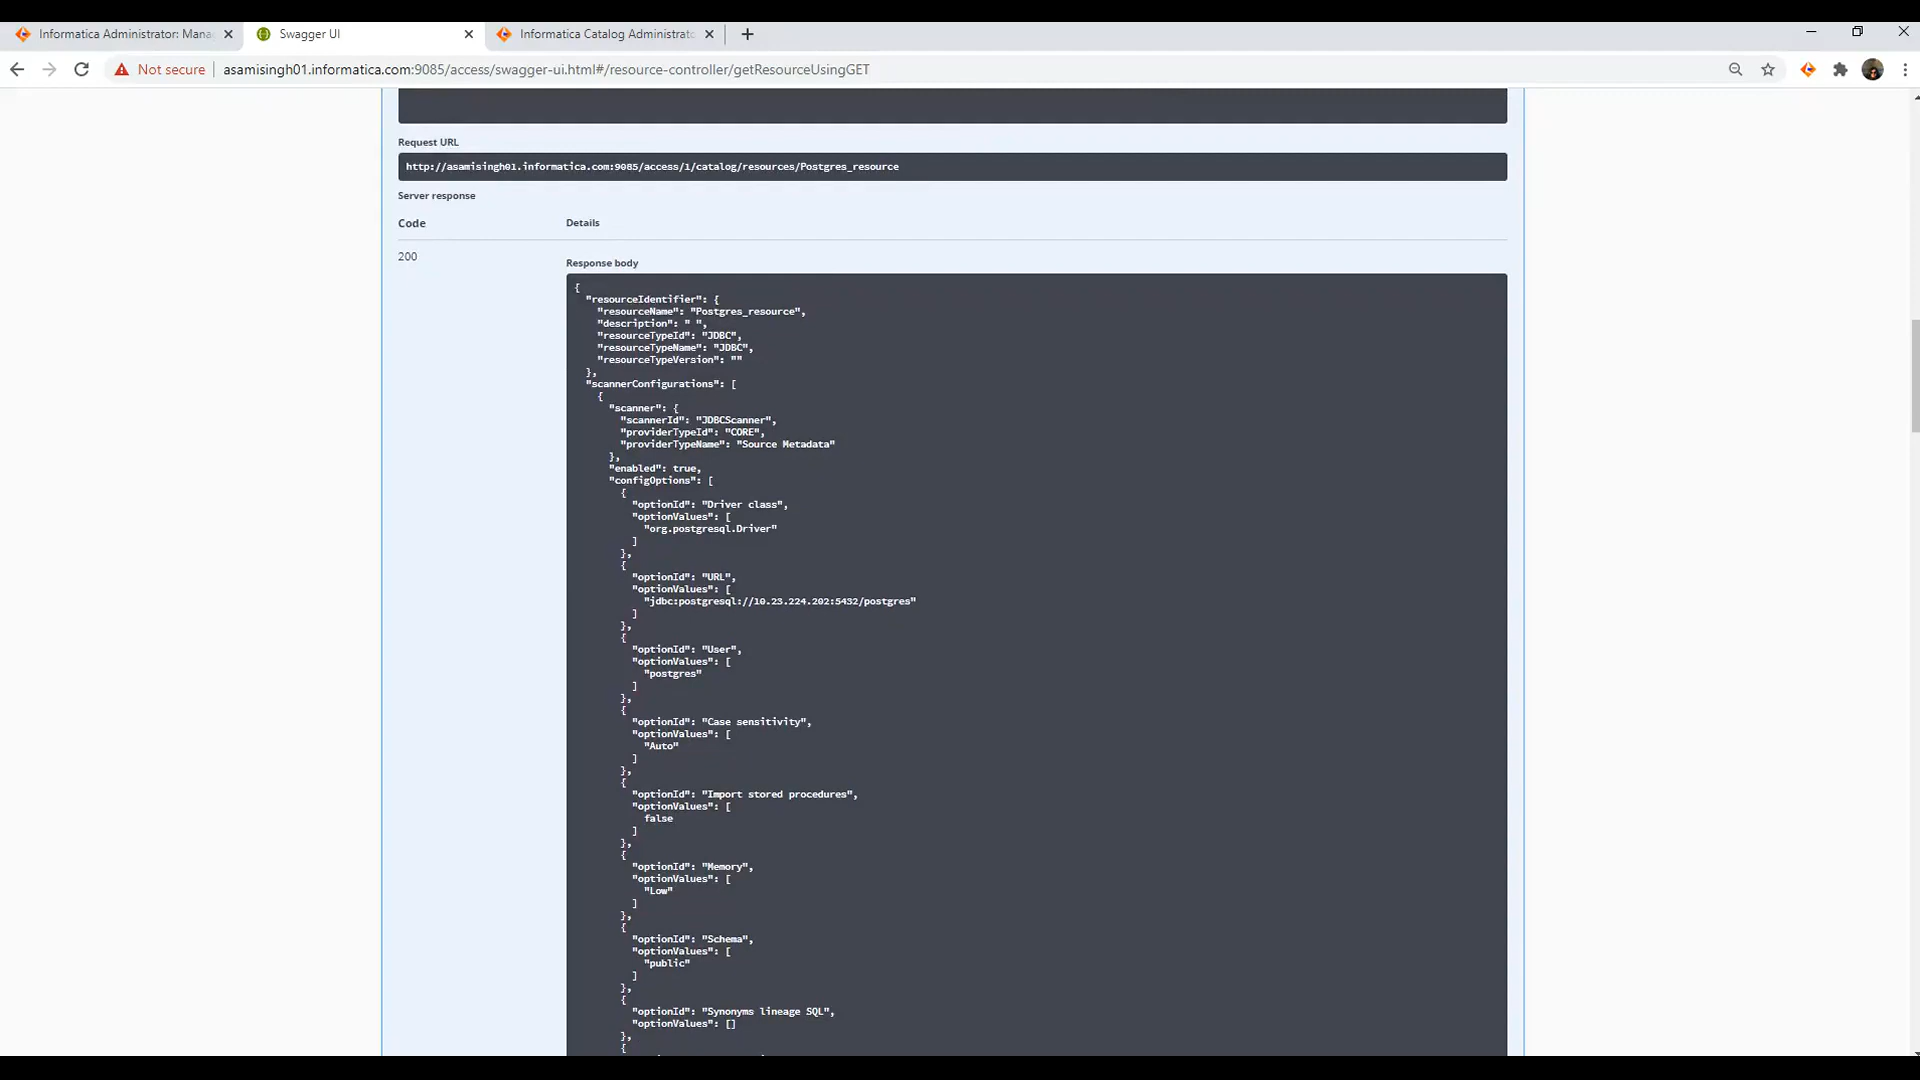 Informatica Administrator: Mana
Swagger UI
Informatica Catalog Administrato
Not secure
asamisingh01.informatica.com:9085/access/swagger-ui.html#/resource-controller/getResourceUsingGET
Request URL
http://asamisingh01.informatica.com:9085/access/1/catalog/resources/Postgres_resource
Server response
Code
Details
200
Response body
{
"resourceIdentifier": {
"resourceName": "Postgres_resource",
"description": " ",
"resourceTypeId": "JDBC",
"resourceTypeName": "JDBC",
"resourceTypeVersion": ""
},
"scannerConfigurations": [
{
"scanner": {
"scannerId": "JDBCScanner",
"providerTypeId": "CORE",
"providerTypeName": "Source Metadata"
},
"enabled": true,
"configOptions": [
{
"optionId": "Driver class",
"optionValues": [
"org.postgresql.Driver"
]
},
{
"optionId": "URL",
"optionValues": [
"jdbc:postgresql://10.23.224.202:5432/postgres"
]
},
{
"optionId": "User",
"optionValues": [
"postgres"
]
},
{
"optionId": "Case sensitivity",
"optionValues": [
"Auto"
]
},
{
"optionId": "Import stored procedures",
"optionValues": [
false
]
},
{
"optionId": "Memory",
"optionValues": [
"Low"
]
},
{
"optionId": "Schema",
"optionValues": [
"public"
]
},
{
"optionId": "Synonyms lineage SQL",
"optionValues": []
},
{